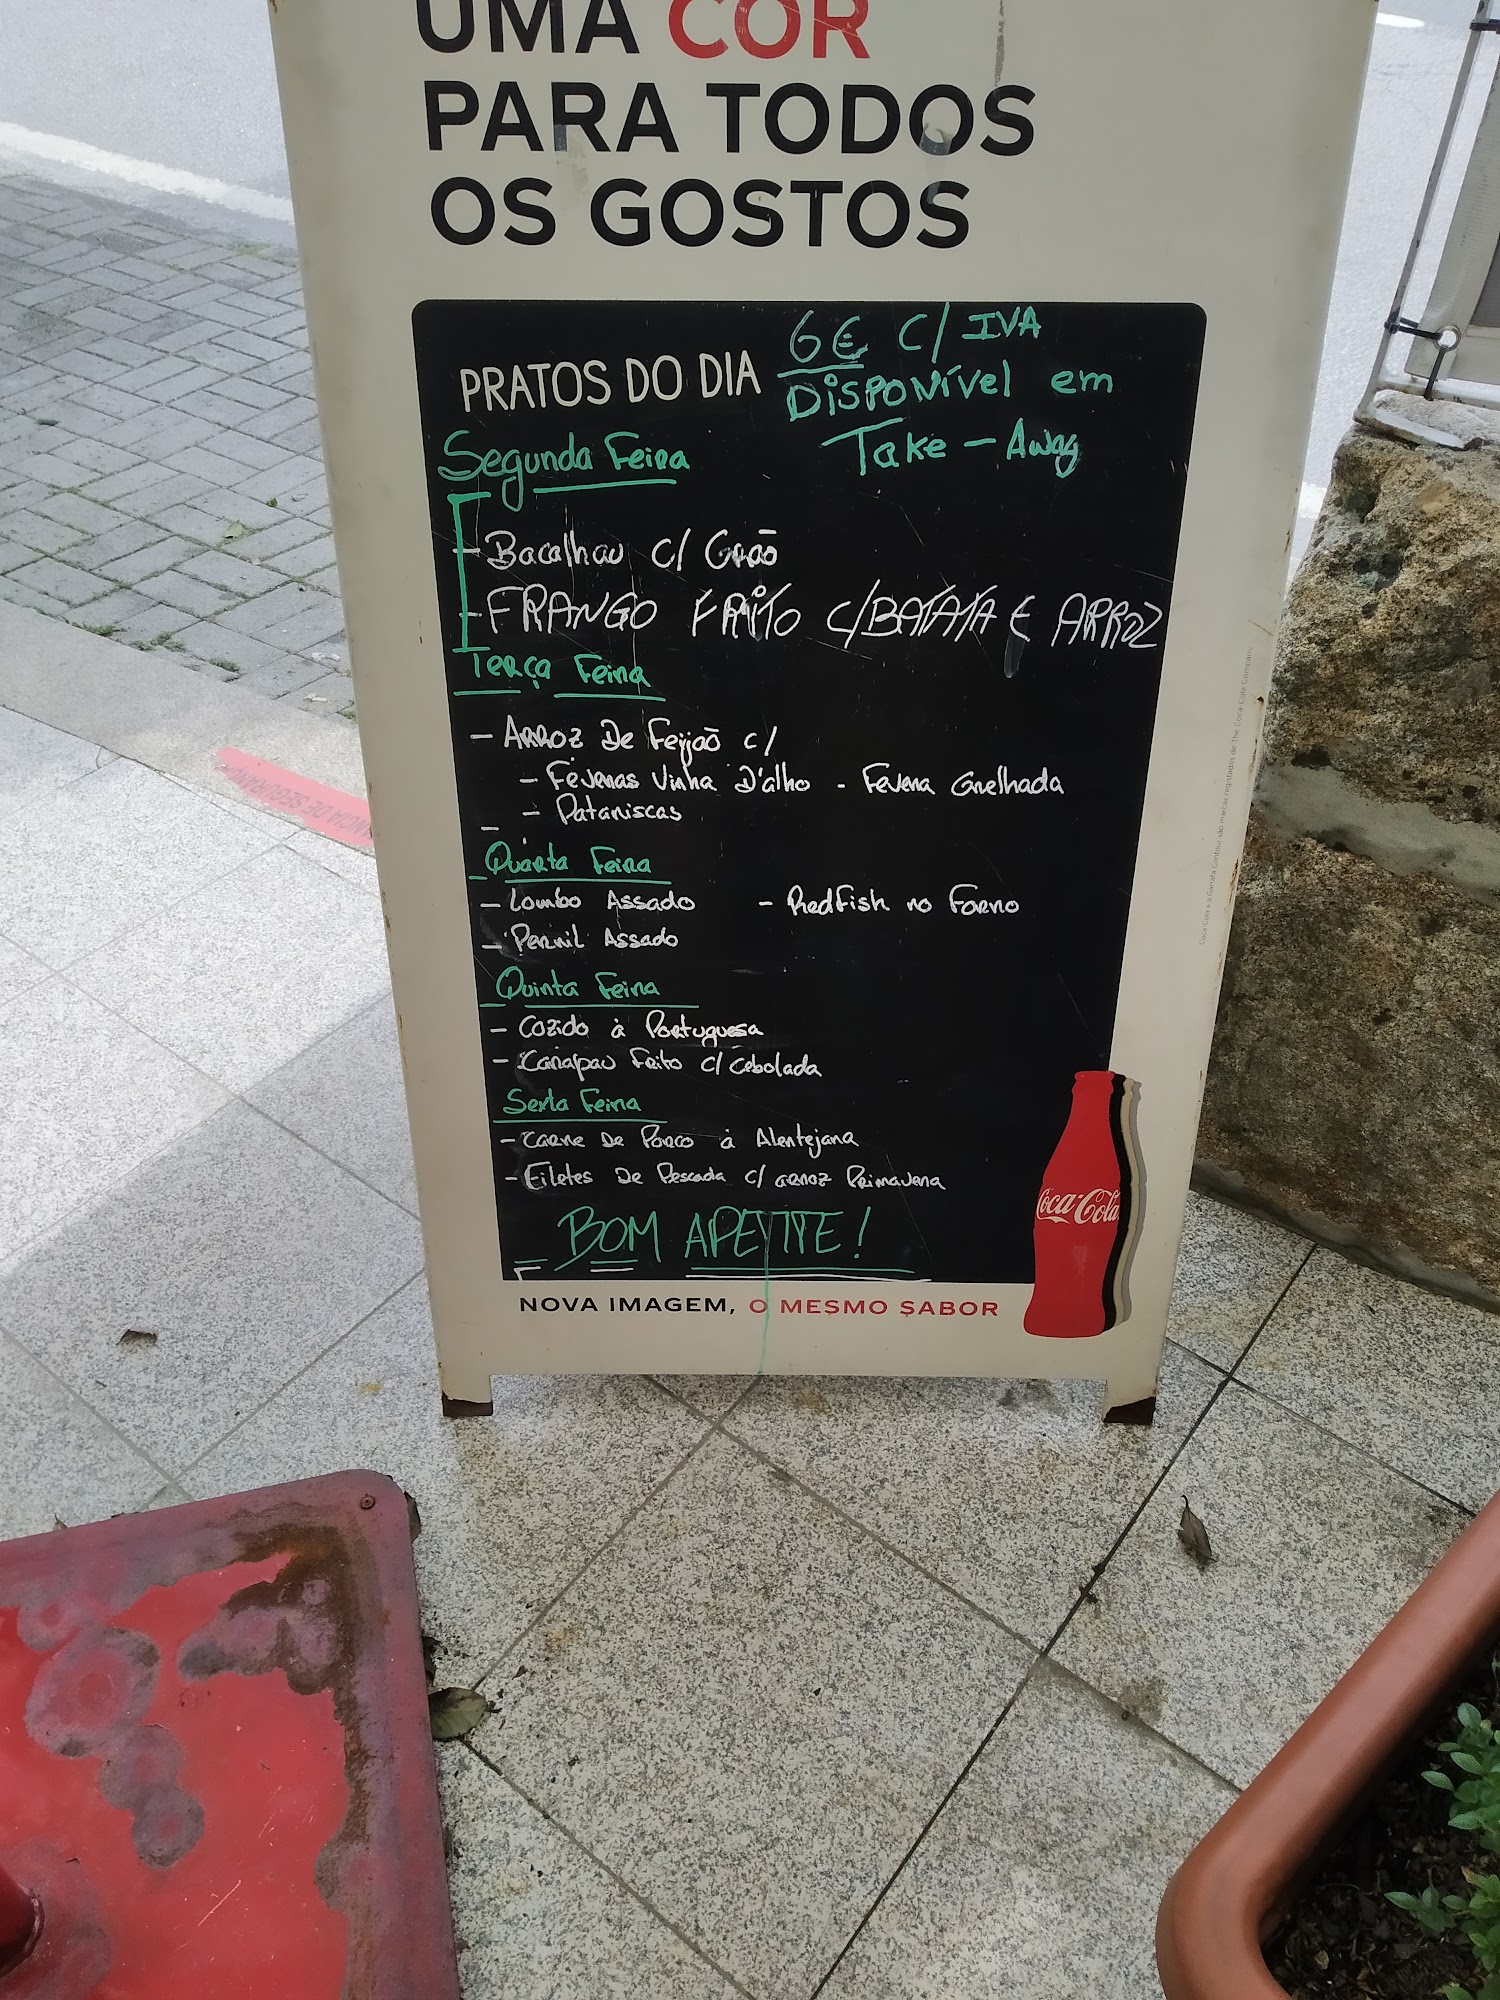 UMA COR
PARA TODOS
OS GOSTOS
PRATOS DO DIA 6€ C/ IVA
DISPONÍVEL em
Take - Away
Segunda Feira
- Bacalhau c/ Grão
- FRANGO FRITO C/BATATA E ARROZ
Terça Feira
- Arroz De Feijão c/
- Fêveras Vinha D'alho - Fevera Grelhada
- Pataniscas
Quarta Feira
- Lombo Assado - Redfish no Forno
- Pernil Assado
Quinta Feira
- Cozido à Portuguesa
- Carapau Frito c/ Cebolada
Sexta Feira
- Carne De Porco à Alentejana
- Filetes De Pescada c/ arroz Primavera
BOM APETITE!
Coca-Cola
NOVA IMAGEM, O MESMO SABOR